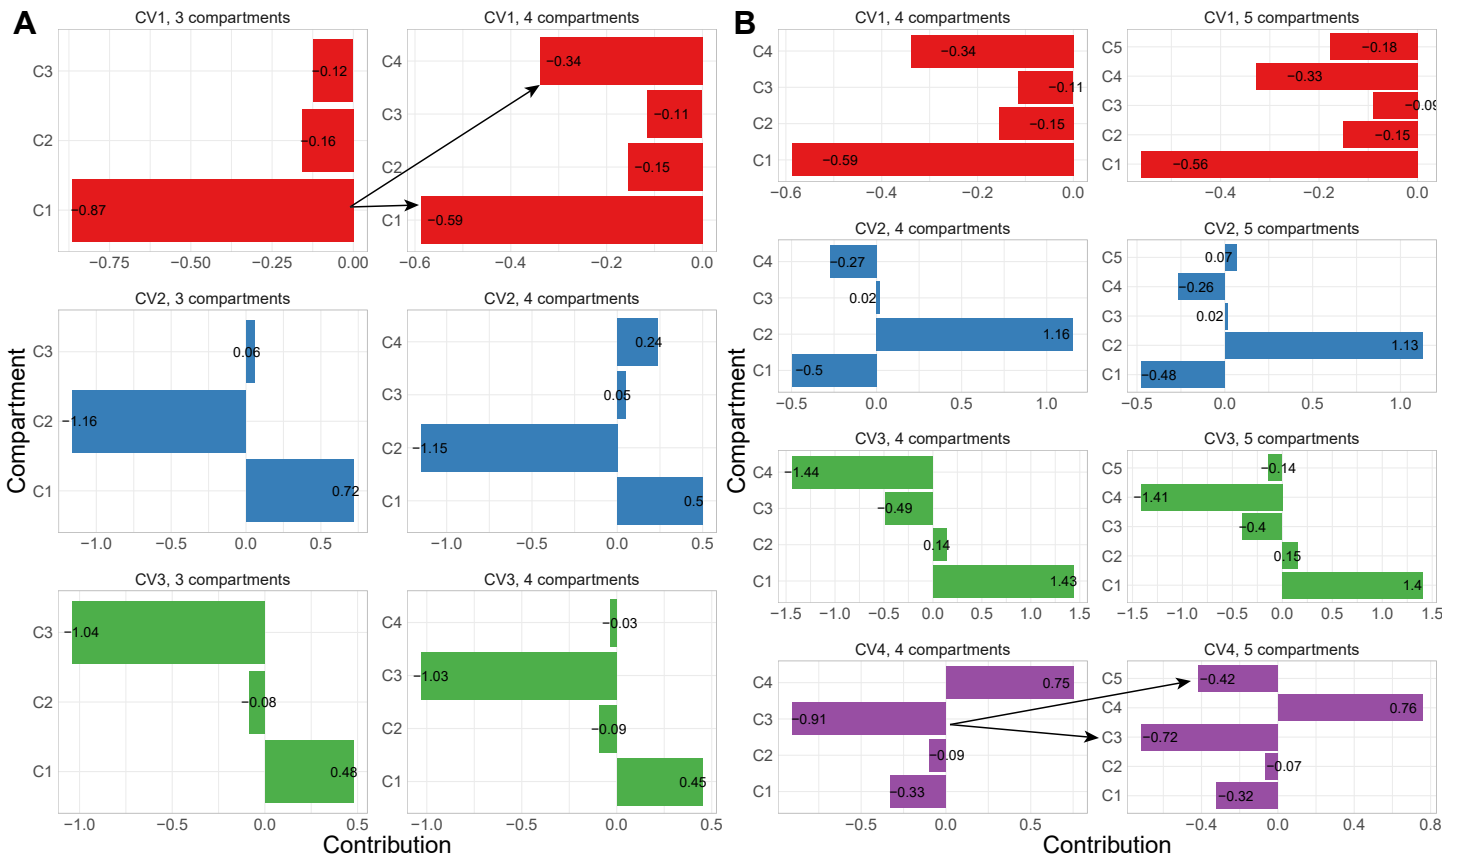 A
CV1, 3 compartments
C3
−0.12
C2
−0.16
C1
−0.87
−0.75
−0.50
−0.25
0.00
CV1, 4 compartments
C4
−0.34
C3
−0.11
C2
−0.15
C1
−0.59
−0.6
−0.4
−0.2
0.0
CV2, 3 compartments
C3
0.06
C2
−1.16
C1
0.72
−1.0
−0.5
0.0
0.5
CV2, 4 compartments
C4
0.24
C3
0.05
C2
−1.15
C1
0.5
−1.0
−0.5
0.0
0.5
CV3, 3 compartments
C3
−1.04
C2
−0.08
C1
0.48
−1.0
−0.5
0.0
0.5
CV3, 4 compartments
C4
−0.03
C3
−1.03
C2
−0.09
C1
0.45
−1.0
−0.5
0.0
0.5
Compartment
Contribution
B
CV1, 4 compartments
C4
−0.34
C3
−0.11
C2
−0.15
C1
−0.59
−0.6
−0.4
−0.2
0.0
CV1, 5 compartments
C5
−0.18
C4
−0.33
C3
−0.09
C2
−0.15
C1
−0.56
−0.4
−0.2
0.0
CV2, 4 compartments
C4
−0.27
C3
0.02
C2
1.16
C1
−0.5
−0.5
0.0
0.5
1.0
CV2, 5 compartments
C5
0.07
C4
−0.26
C3
0.02
C2
1.13
C1
−0.48
−0.5
0.0
0.5
1.0
CV3, 4 compartments
C4
−1.44
C3
−0.49
C2
0.14
C1
1.43
−1.5
−1.0
−0.5
0.0
0.5
1.0
1.5
CV3, 5 compartments
C5
−0.14
C4
−1.41
C3
−0.4
C2
0.15
C1
1.4
−1.5
−1.0
−0.5
0.0
0.5
1.0
1.5
CV4, 4 compartments
C4
0.75
C3
−0.91
C2
−0.09
C1
−0.33
−0.5
0.0
0.5
CV4, 5 compartments
C5
−0.42
C4
0.76
C3
−0.72
C2
−0.07
C1
−0.32
−0.4
0.0
0.4
0.8
Compartment
Contribution